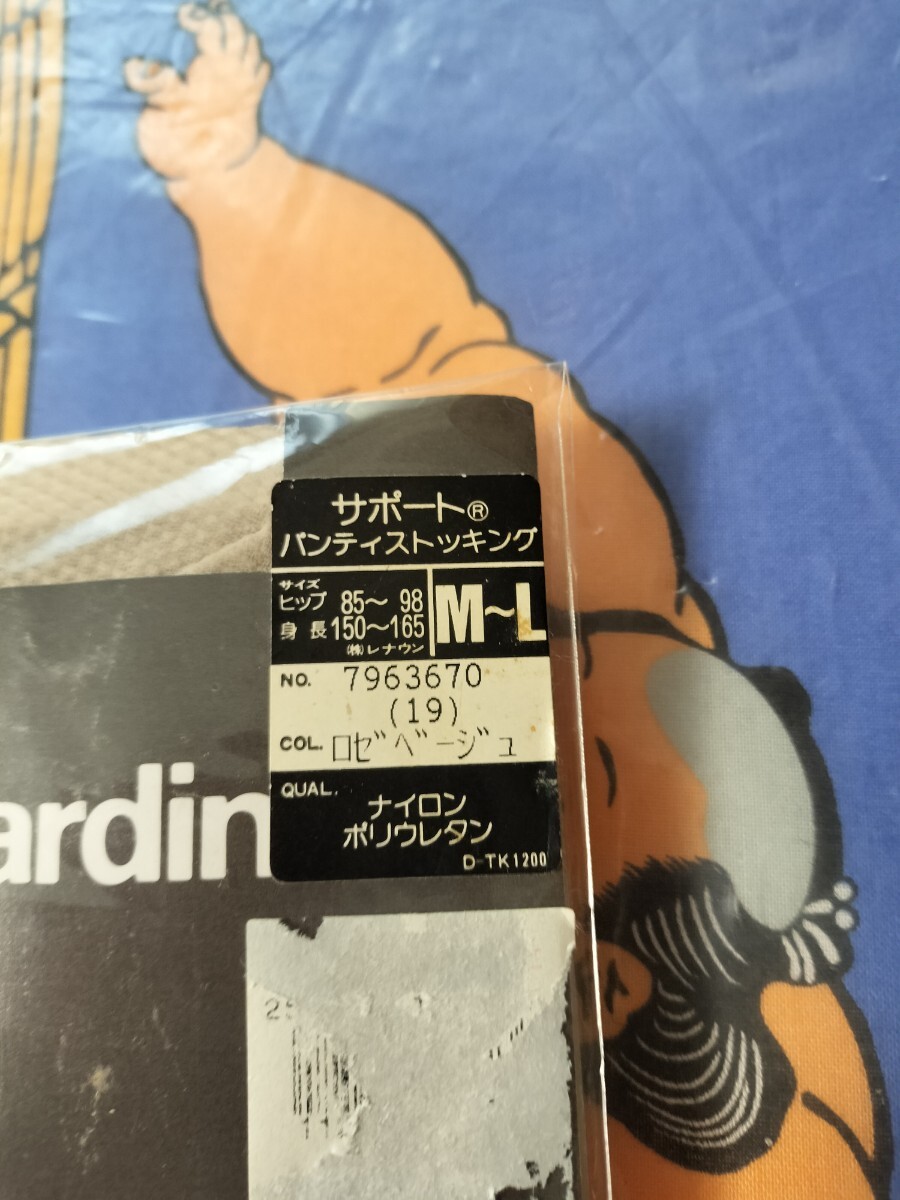 サポート®
パンティストッキング
サイズ
ヒップ 85～98
身長 150～165
M～L
(株)レナウン
NO. 7963670
(19)
COL. ロゼベージュ
QUAL.
ナイロン
ポリウレタン
D-TK1200
ardin